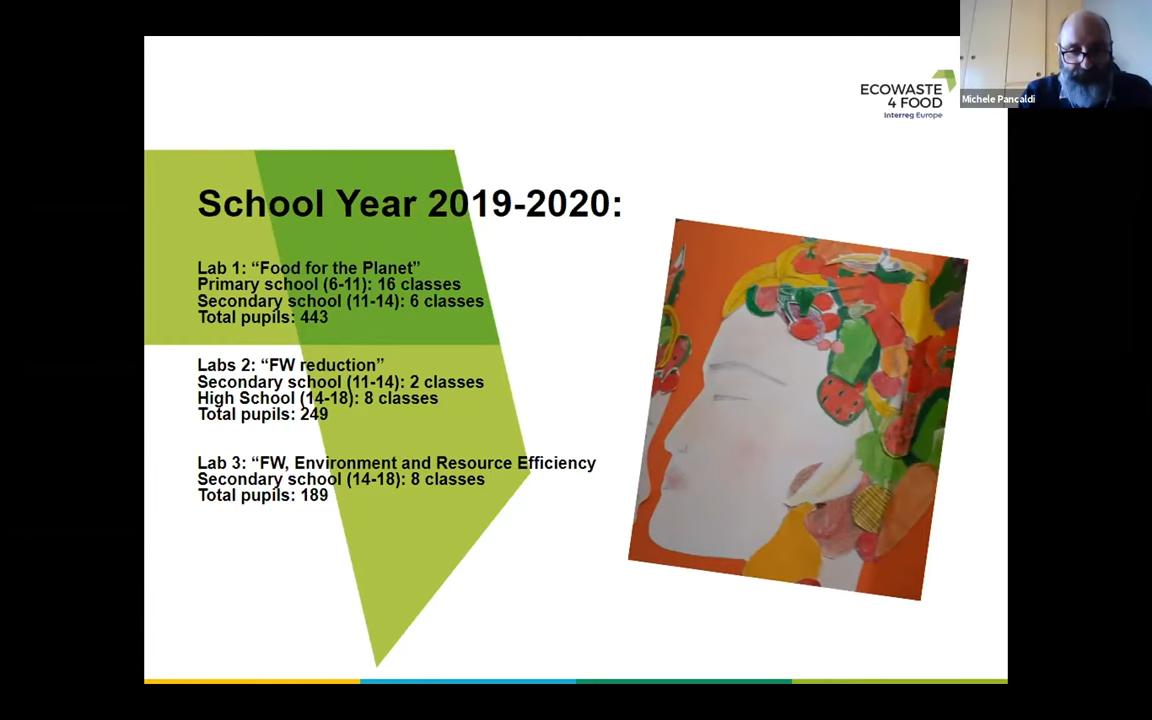 ECOWASTE
4 FOOD
Interreg Europe
Michele Pancaldi
School Year 2019-2020:
Lab 1: “Food for the Planet”
Primary school (6-11): 16 classes
Secondary school (11-14): 6 classes
Total pupils: 443
Labs 2: “FW reduction”
Secondary school (11-14): 2 classes
High School (14-18): 8 classes
Total pupils: 249
Lab 3: “FW, Environment and Resource Efficiency
Secondary school (14-18): 8 classes
Total pupils: 189